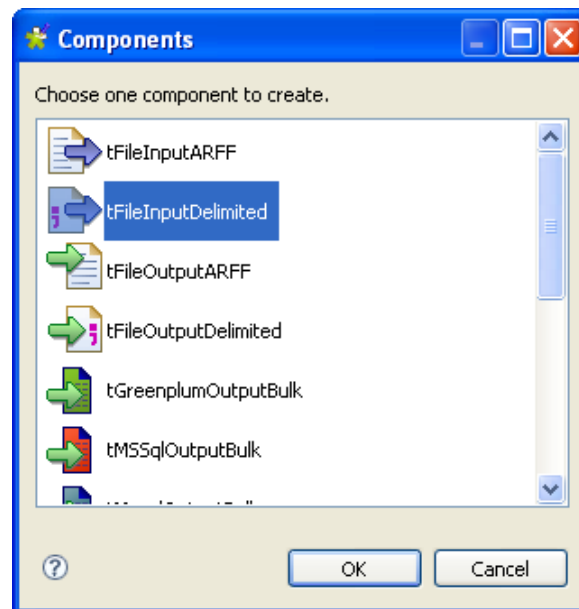 Components
Choose one component to create.
tFileInputARFF
tFileInputDelimited
tFileOutputARFF
tFileOutputDelimited
tGreenplumOutputBulk
tMSSqlOutputBulk
?
OK
Cancel